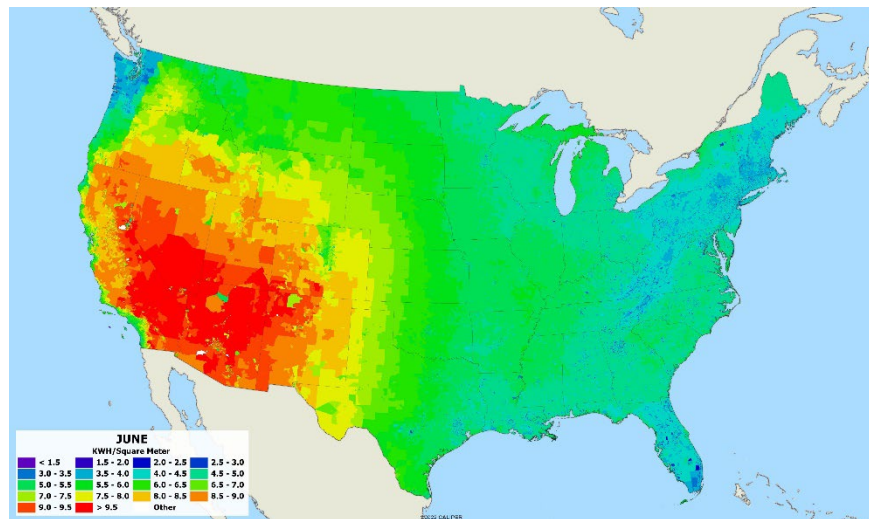 JUNE
KWH/Square Meter
< 1.5 1.5 - 2.0 2.0 - 2.5 2.5 - 3.0
3.0 - 3.5 3.5 - 4.0 4.0 - 4.5 4.5 - 5.0
5.0 - 5.5 5.5 - 6.0 6.0 - 6.5 6.5 - 7.0
7.0 - 7.5 7.5 - 8.0 8.0 - 8.5 8.5 - 9.0
9.0 - 9.5 > 9.5 Other